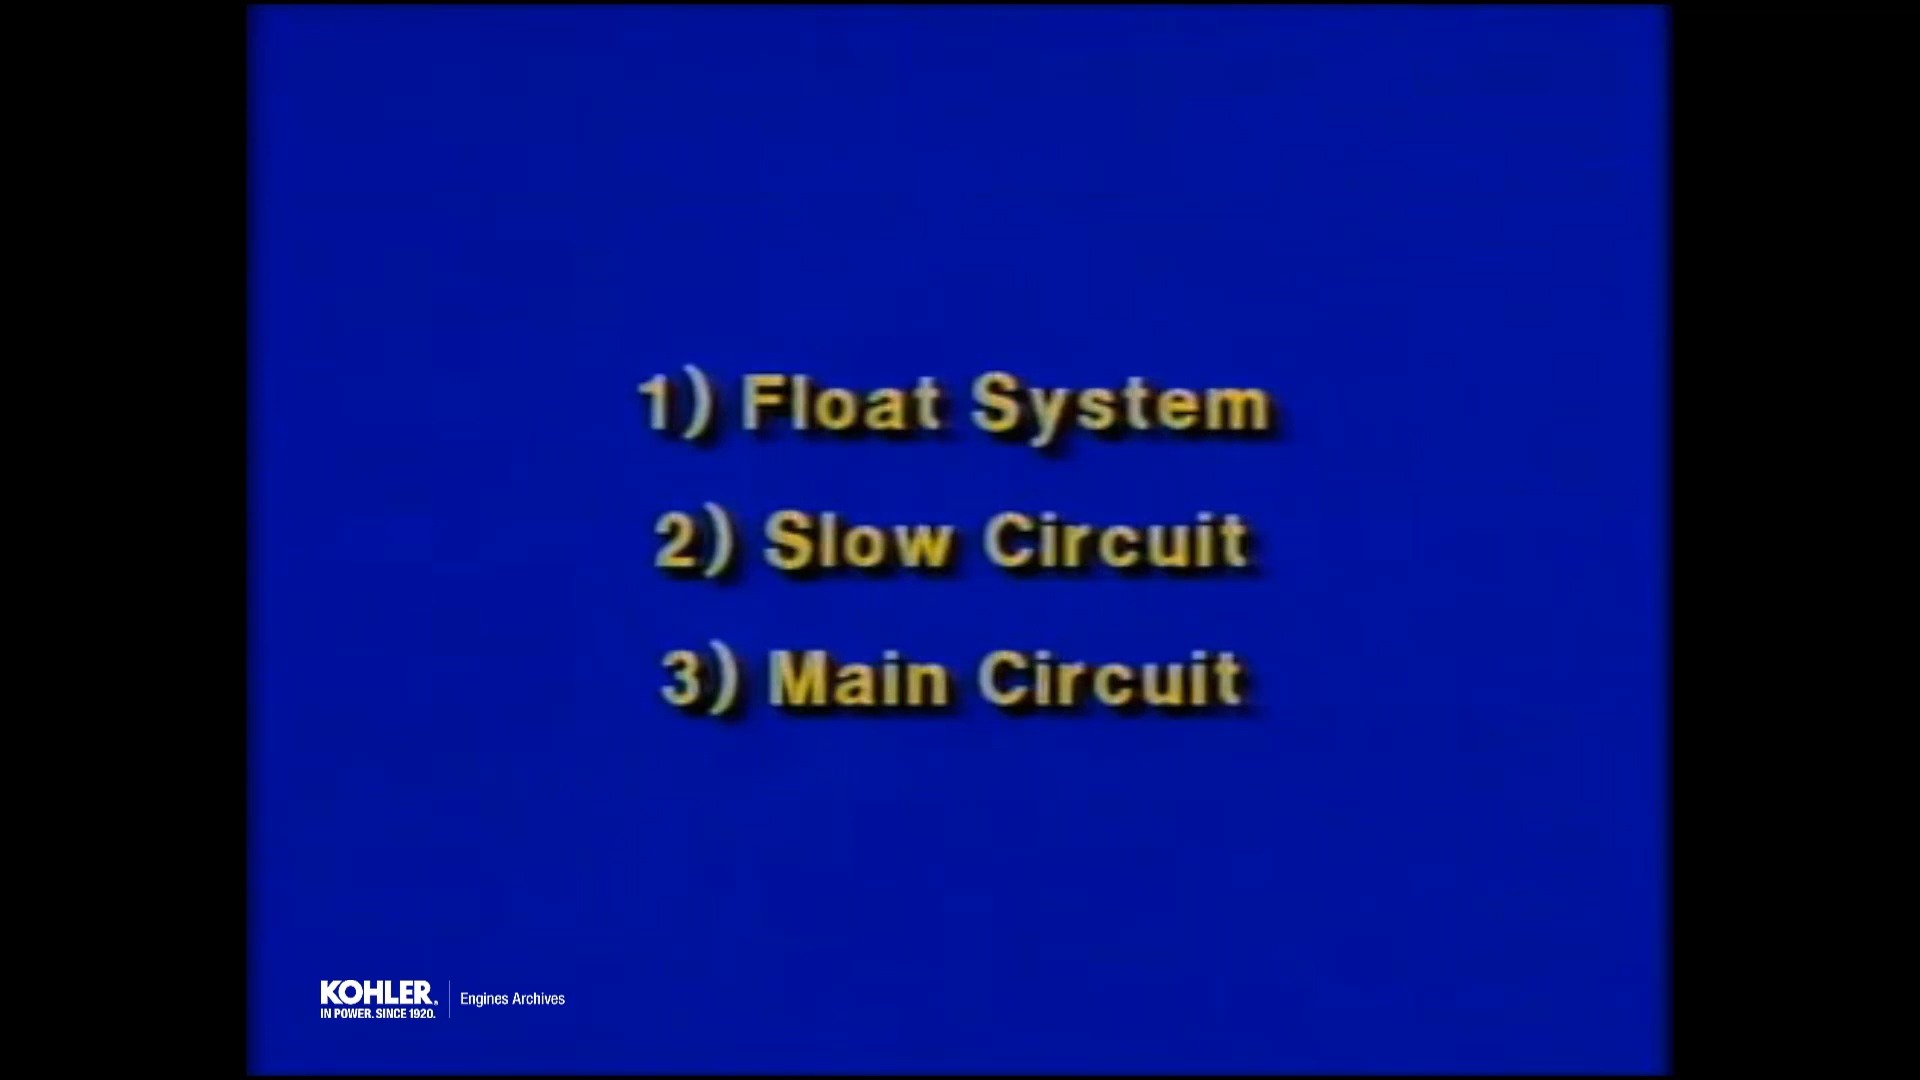 1) Float System
2) Slow Circuit
3) Main Circuit
KOHLER®
IN POWER. SINCE 1920.
Engines Archives